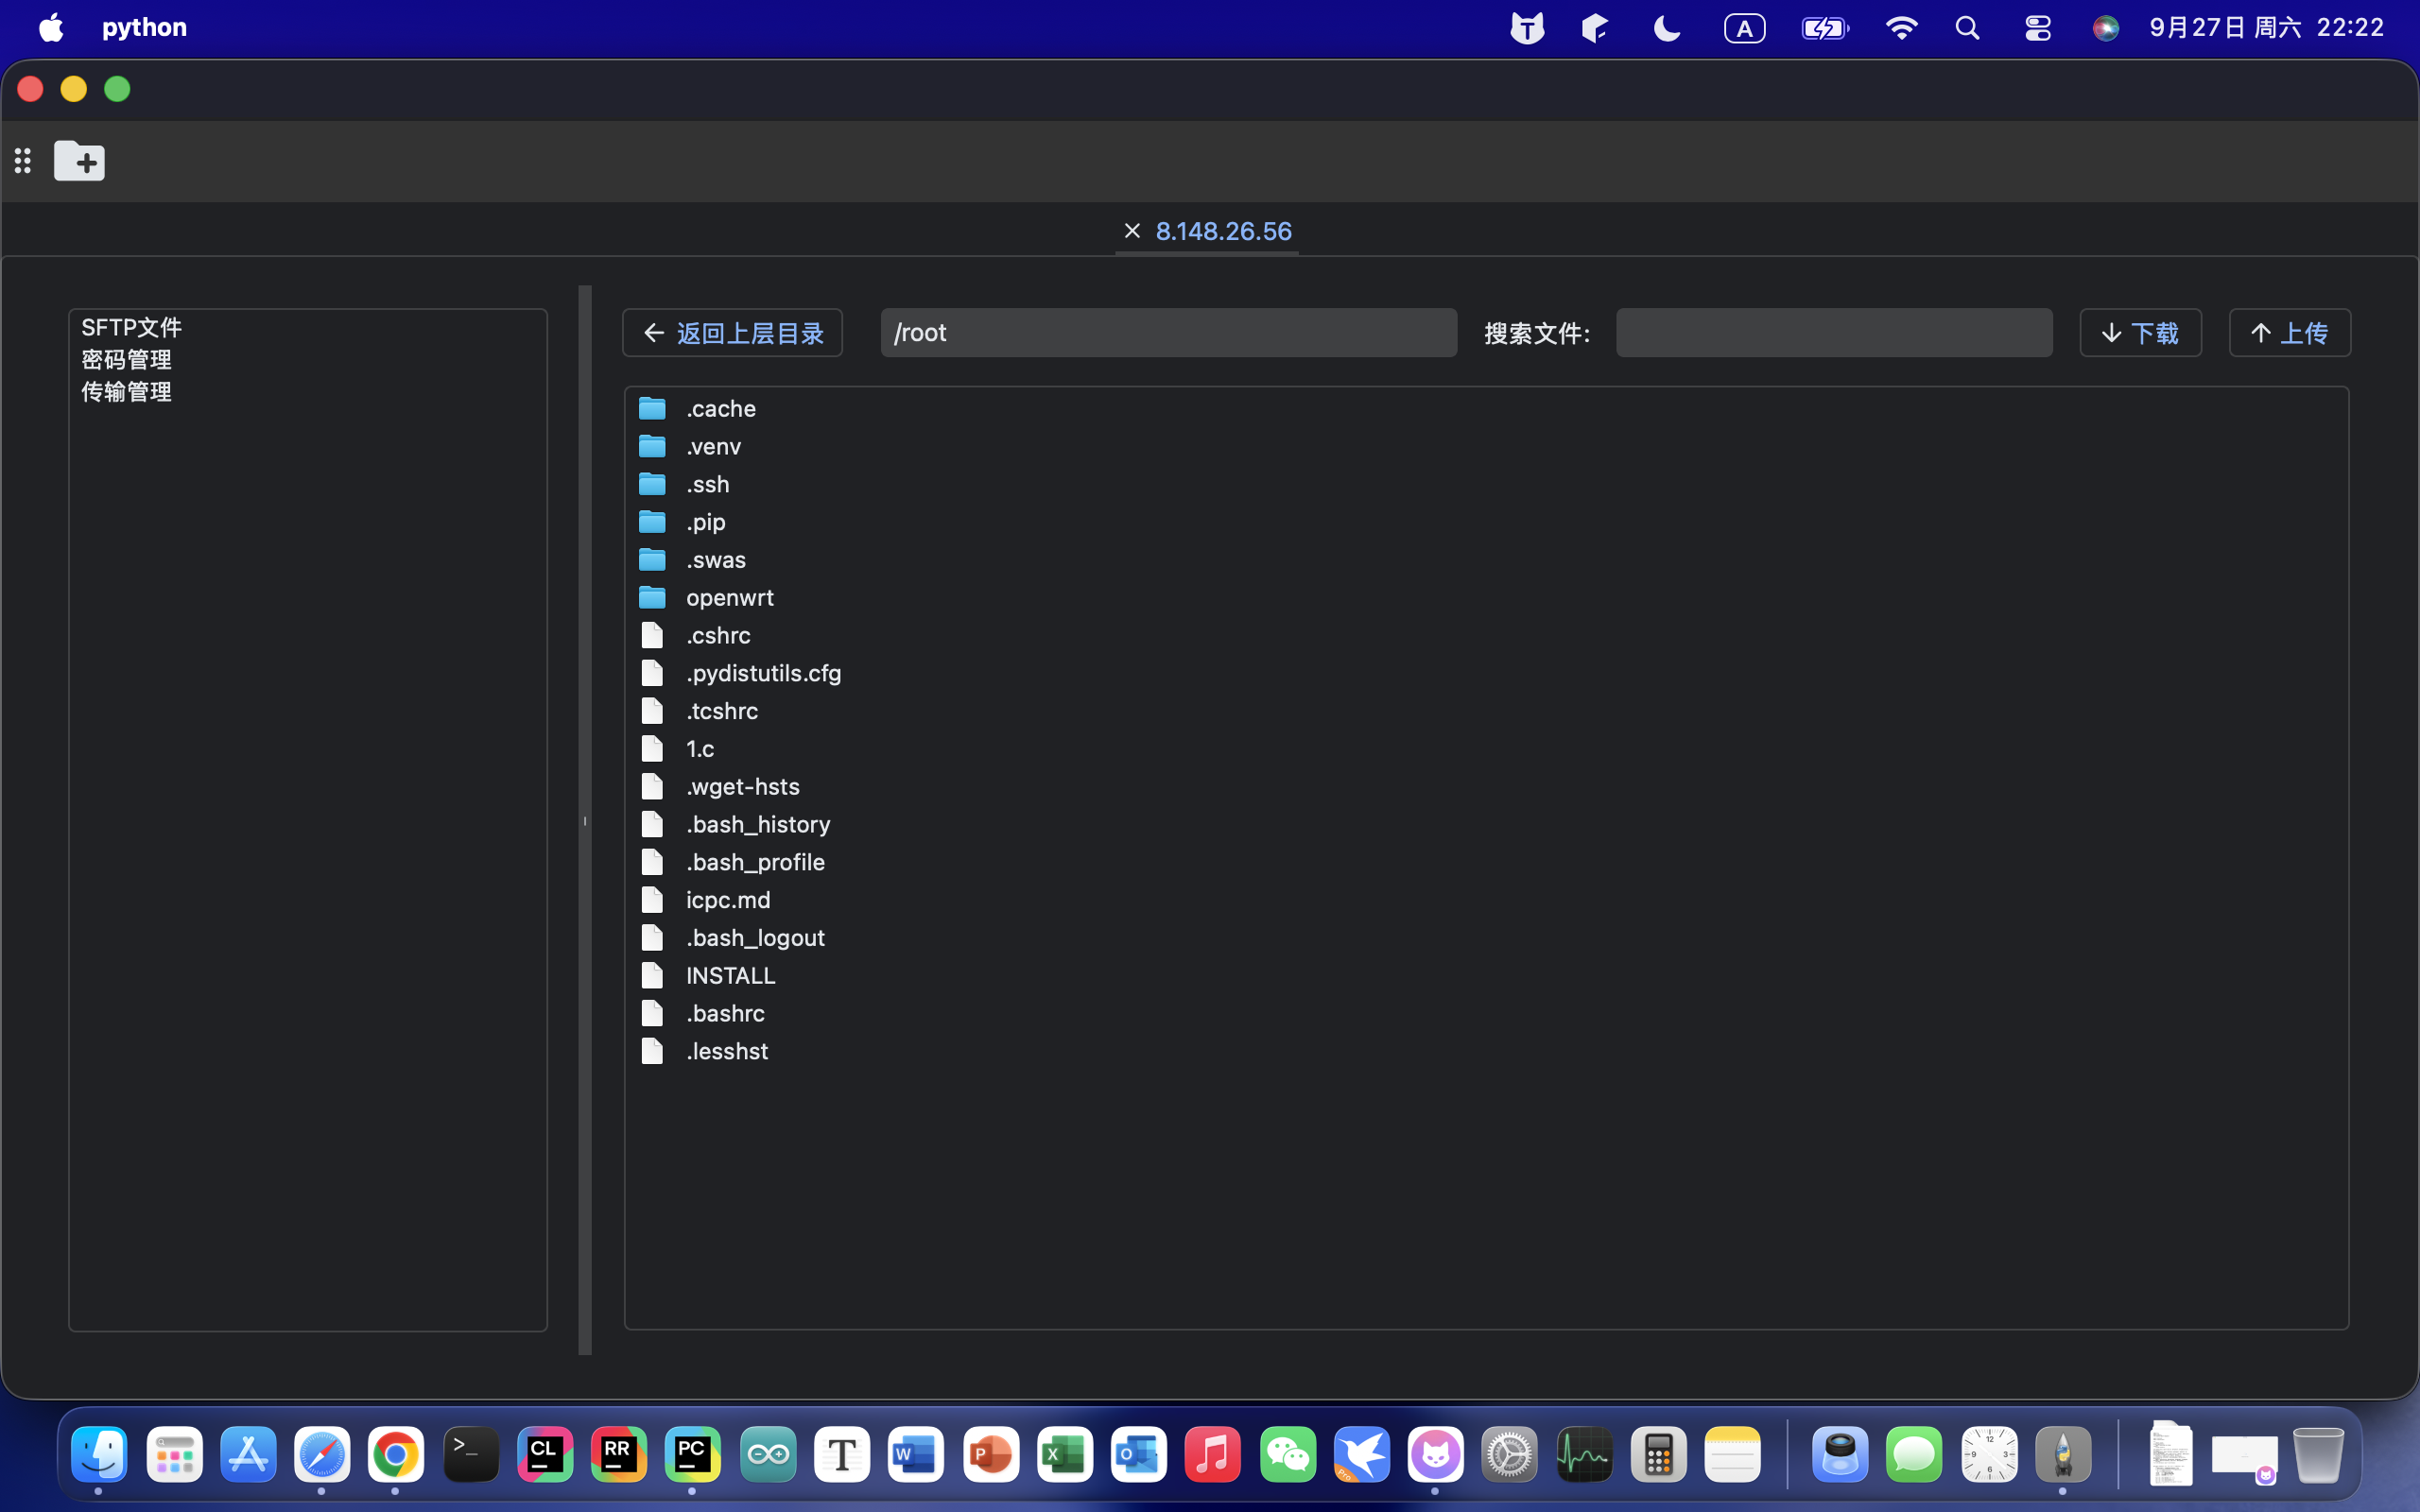 python
A
9月27日 周六 22:22
8.148.26.56
SFTP文件
密码管理
传输管理
返回上层目录
/root
搜索文件:
下载
上传
.cache
.venv
.ssh
.pip
.swas
openwrt
.cshrc
.pydistutils.cfg
.tcshrc
1.c
.wget-hsts
.bash_history
.bash_profile
icpc.md
.bash_logout
INSTALL
.bashrc
.lesshst
>_
CL
RR
PC
T
W
P
X
O
Pro